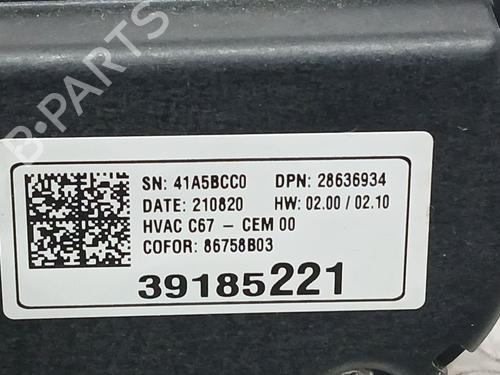 B-PARTS
SN: 41A5BCC0 DPN: 28636934
DATE: 210820 HW: 02.00 / 02.10
HVAC C67 - CEM 00
COFOR: 86758B03
39185221